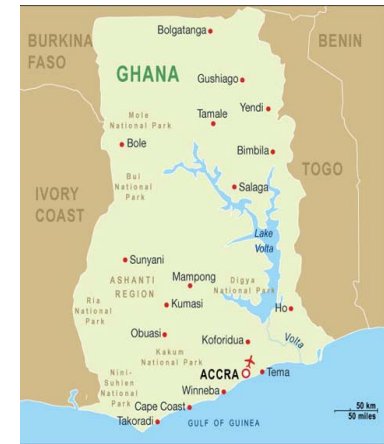 Bolgatanga
BURKINA
FASO
BENIN
GHANA
Gushiago
Yendi
Mole
National Park
Tamale
Bole
Bimbila
TOGO
Bui
National
Park
IVORY
COAST
Salaga
Lake
Volta
Sunyani
ASHANTI
REGION
Mampong
Digya
National Park
Ria
National
Park
Kumasi
Ho
Obuasi
Koforidua
Volta
Kakum
National Park
Nini-
Suhien
National
Park
ACCRA
Tema
Winneba
50 km
50 miles
Cape Coast
Takoradi
GULF OF GUINEA